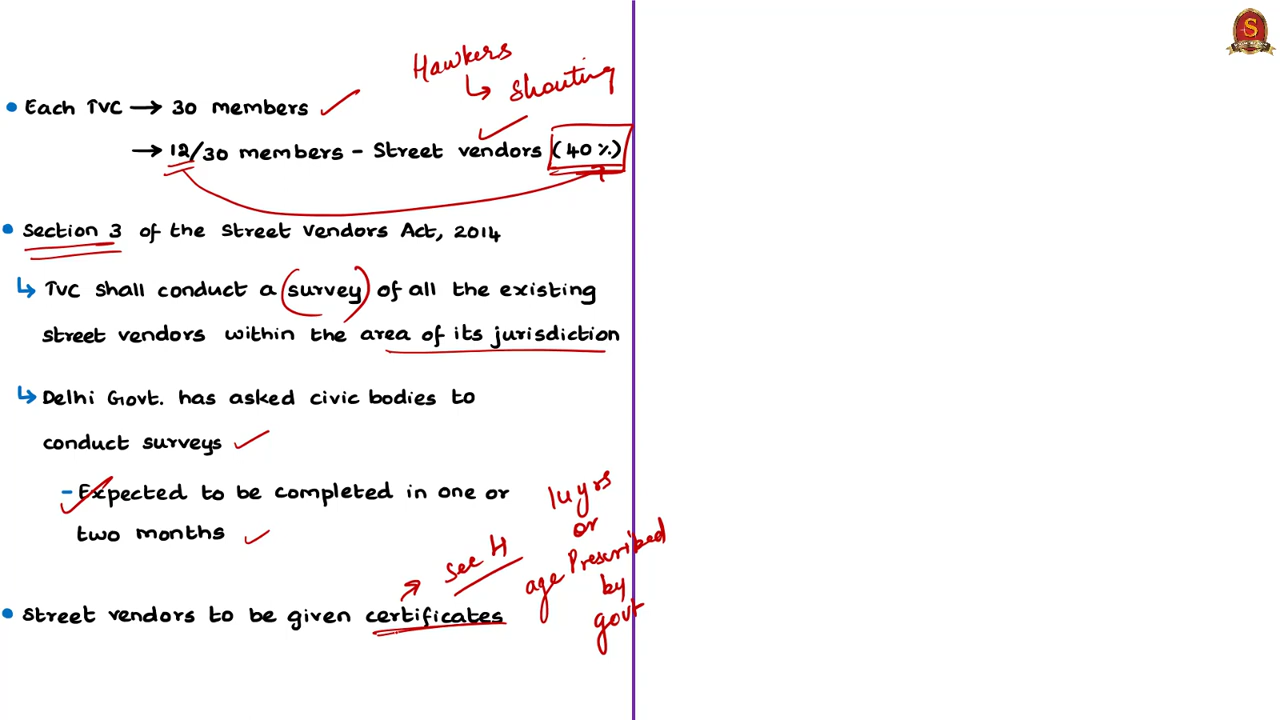 Hawkers
↳ Shouting
• Each TVC → 30 members ✓
→ 12/30 members - Street vendors (40%)
• Section 3 of the Street Vendors Act, 2014
↳ TVC shall conduct a (survey) of all the existing
street vendors within the area of its jurisdiction
↳ Delhi Govt. has asked civic bodies to
conduct surveys ✓
- Expected to be completed in one or
two months ✓
14 yrs
or
age Prescribed
by
govt
→ sec 4
• Street vendors to be given certificates
S